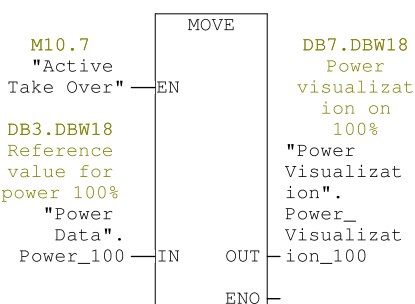 MOVE
M10.7
"Active
Take Over"
EN
DB3.DBW18
Reference
value for
power 100%
"Power
Data".
Power_100
IN
DB7.DBW18
Power
visualizat
ion on
100%
"Power
Visualizat
ion".
Power_
Visualizat
ion_100
OUT
ENO